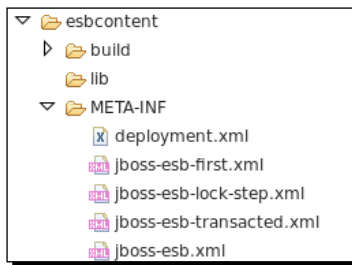 esbcontent
build
lib
META-INF
deployment.xml
jboss-esb-first.xml
jboss-esb-lock-step.xml
jboss-esb-transacted.xml
jboss-esb.xml